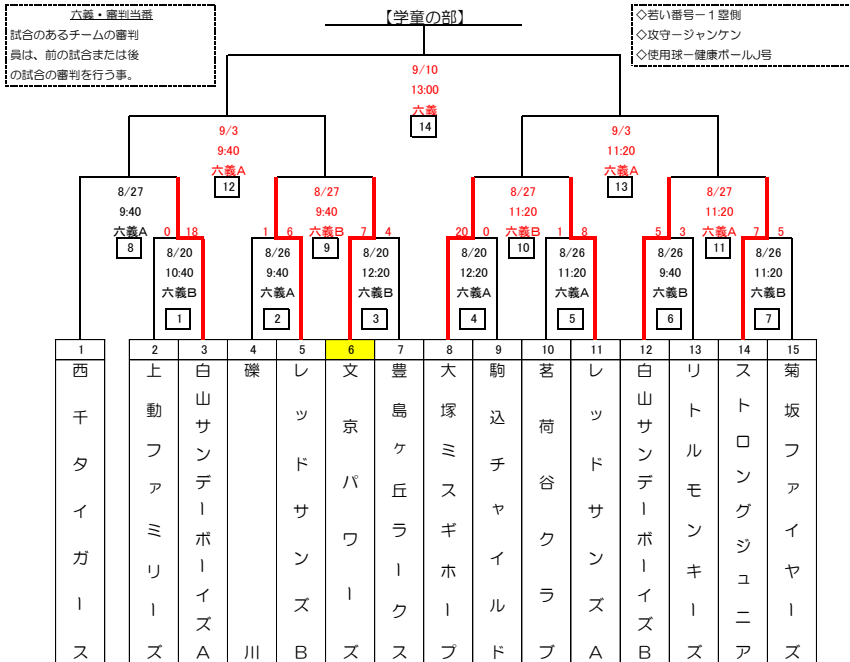 六義・審判当番
試合のあるチームの審判
員は、前の試合または後
の試合の審判を行う事。
【学童の部】
◇若い番号－1塁側
◇攻守－ジャンケン
◇使用球－健康ボールJ号
9/10
13:00
六義
14
9/3
9:40
六義A
12
9/3
11:20
六義A
13
8/27
9:40
六義A
8
8/27
9:40
六義B
9
8/27
11:20
六義B
10
8/27
11:20
六義A
11
0 18
8/20
10:40
六義B
1
1 6
8/26
9:40
六義A
2
7 4
8/20
12:20
六義B
3
20 0
8/20
12:20
六義A
4
1 8
8/26
11:20
六義A
5
5 3
8/26
9:40
六義B
6
7 5
8/26
11:20
六義B
7
1
西千タイガース
2
上動ファミリーズ
3
白山サンデーボーイズA
4
礫川
5
レッドサンズB
6
文京パワーズ
7
豊島ヶ丘ラークス
8
大塚ミスギホープ
9
駒込チャイルド
10
茗荷谷クラブ
11
レッドサンズA
12
白山サンデーボーイズB
13
リトルモンキーズ
14
ストロングジュニア
15
菊坂ファイヤーズ